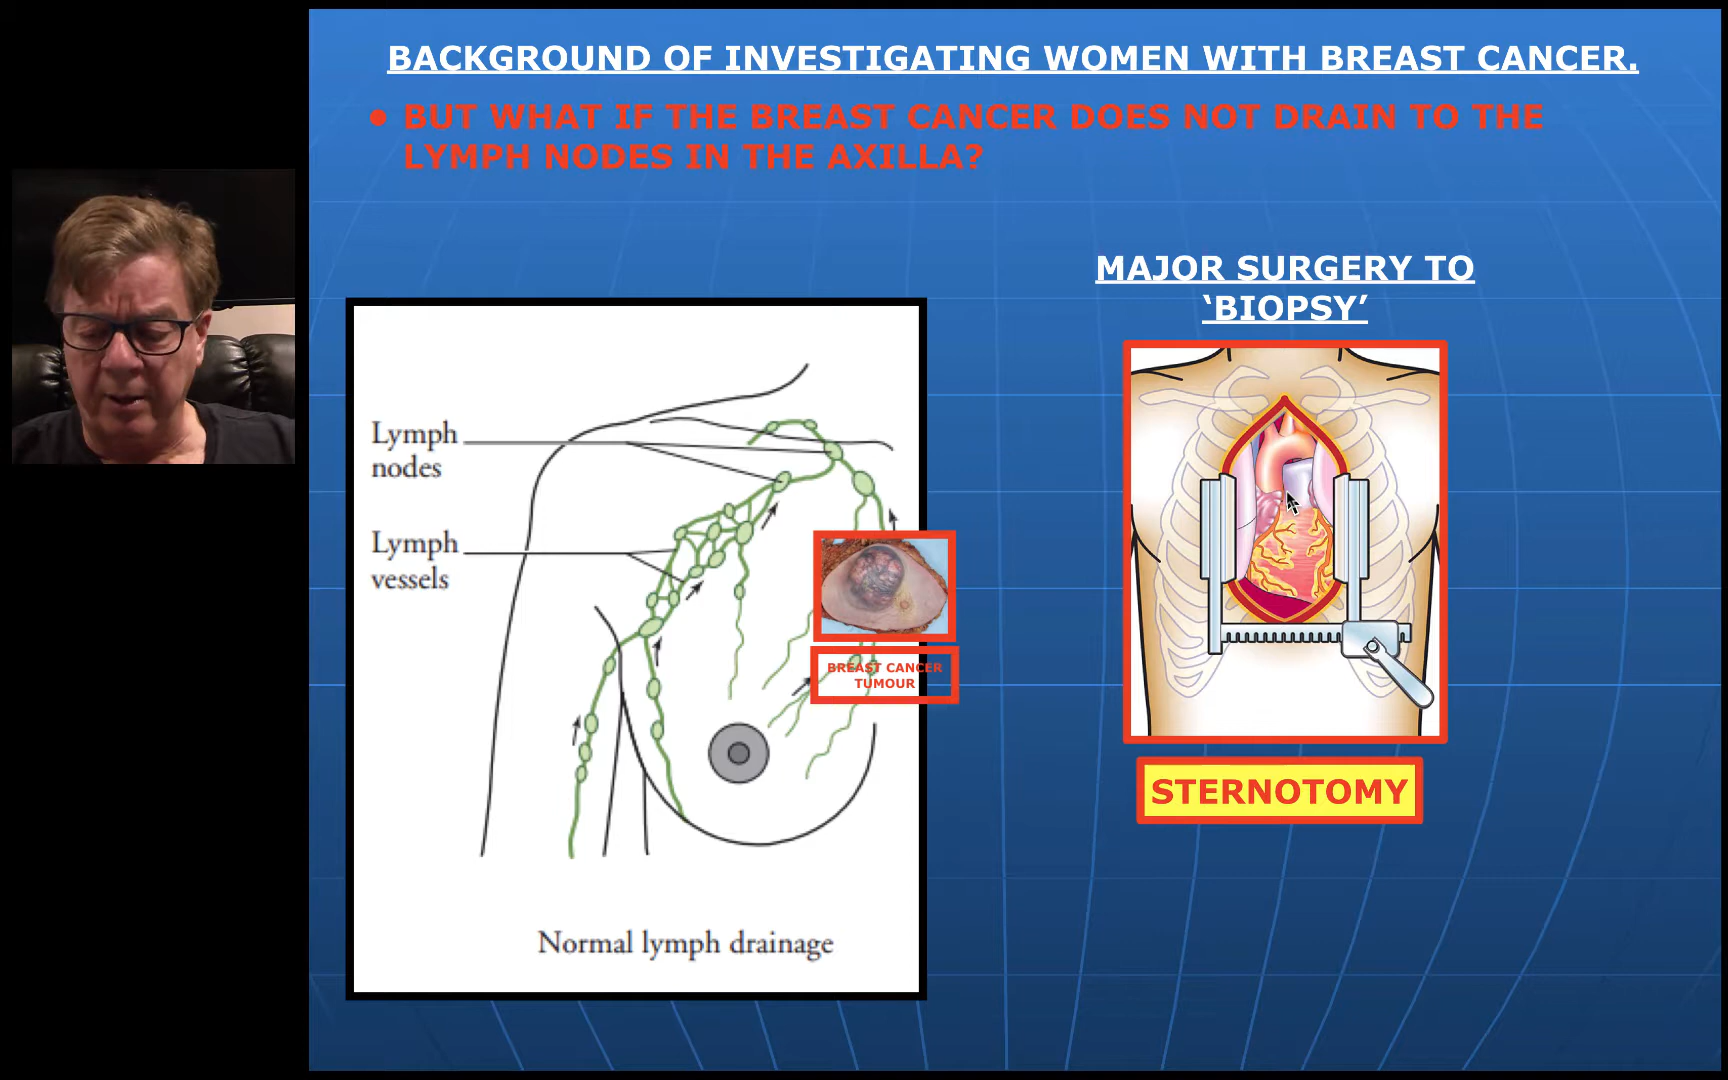 BACKGROUND OF INVESTIGATING WOMEN WITH BREAST CANCER.
• BUT WHAT IF THE BREAST CANCER DOES NOT DRAIN TO THE
LYMPH NODES IN THE AXILLA?
MAJOR SURGERY TO
‘BIOPSY’
Lymph
nodes
Lymph
vessels
BREAST CANCER
TUMOUR
Normal lymph drainage
STERNOTOMY